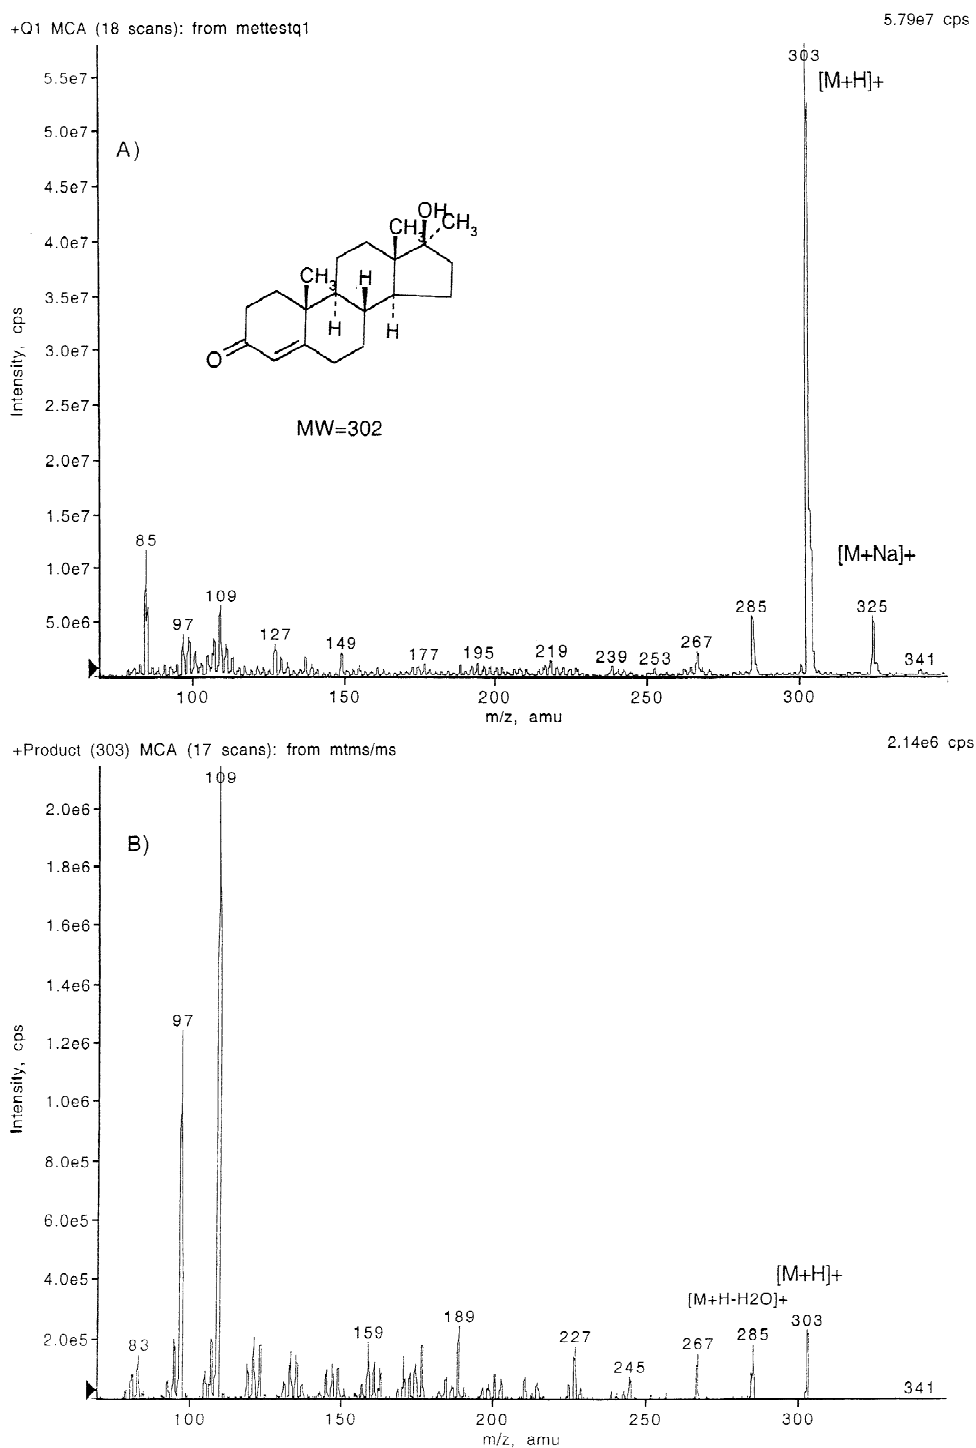 +Q1 MCA (18 scans): from mettestq1
5.79e7 cps
303
[M+H]+
5.5e7
5.0e7
A)
4.5e7
OH
CH3
CH3
4.0e7
CH3
H
3.5e7
H
H
3.0e7
O
Intensity, cps
MW=302
2.5e7
2.0e7
1.5e7
85
[M+Na]+
1.0e7
109
97
127
149
177
195
219
239
253
267
285
325
341
5.0e6
100
150
200
250
300
m/z, amu
+Product (303) MCA (17 scans): from mtms/ms
2.14e6 cps
109
2.0e6
B)
1.8e6
1.6e6
1.4e6
97
1.2e6
Intensity, cps
1.0e6
8.0e5
6.0e5
4.0e5
[M+H]+
[M+H-H2O]+
2.0e5
83
159
189
227
245
267
285
303
341
100
150
200
250
300
m/z, amu